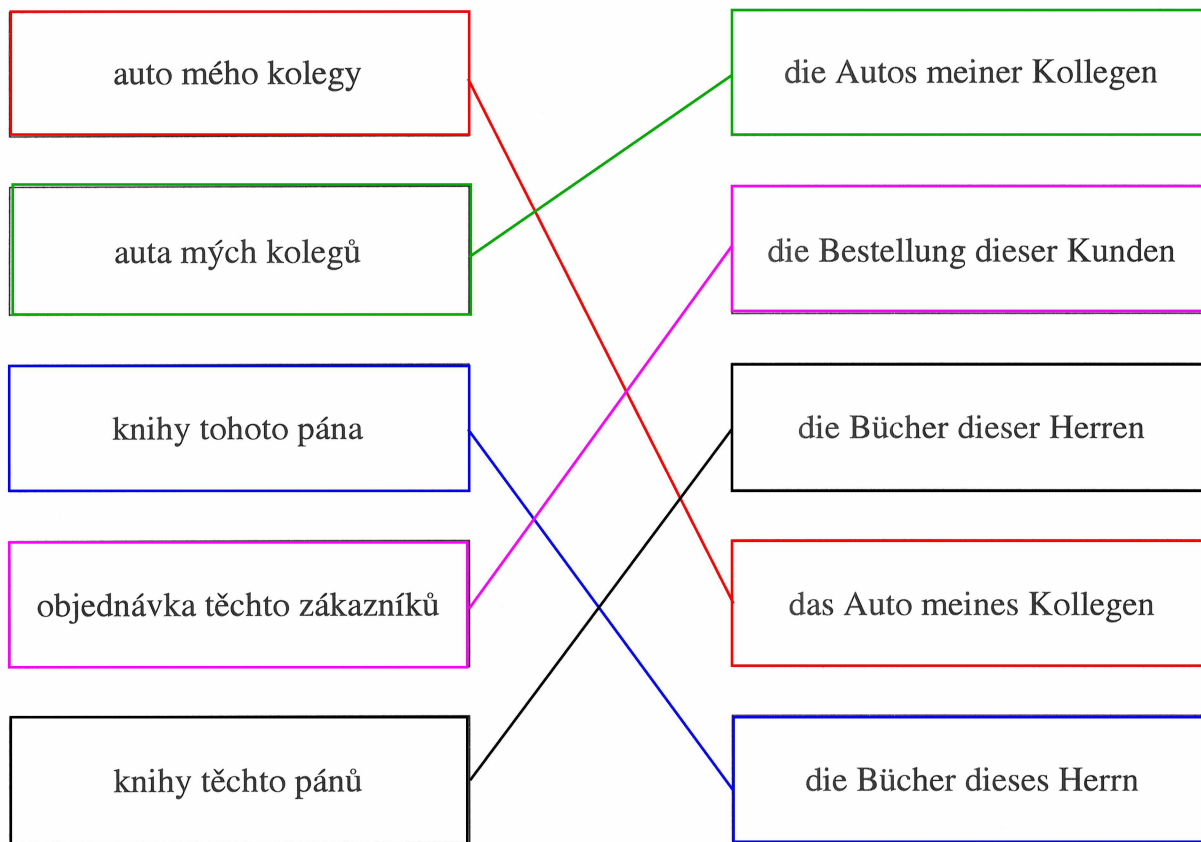 auto mého kolegy
auta mých kolegů
knihy tohoto pána
objednávka těchto zákazníků
knihy těchto pánů
die Autos meiner Kollegen
die Bestellung dieser Kunden
die Bücher dieser Herren
das Auto meines Kollegen
die Bücher dieses Herrn